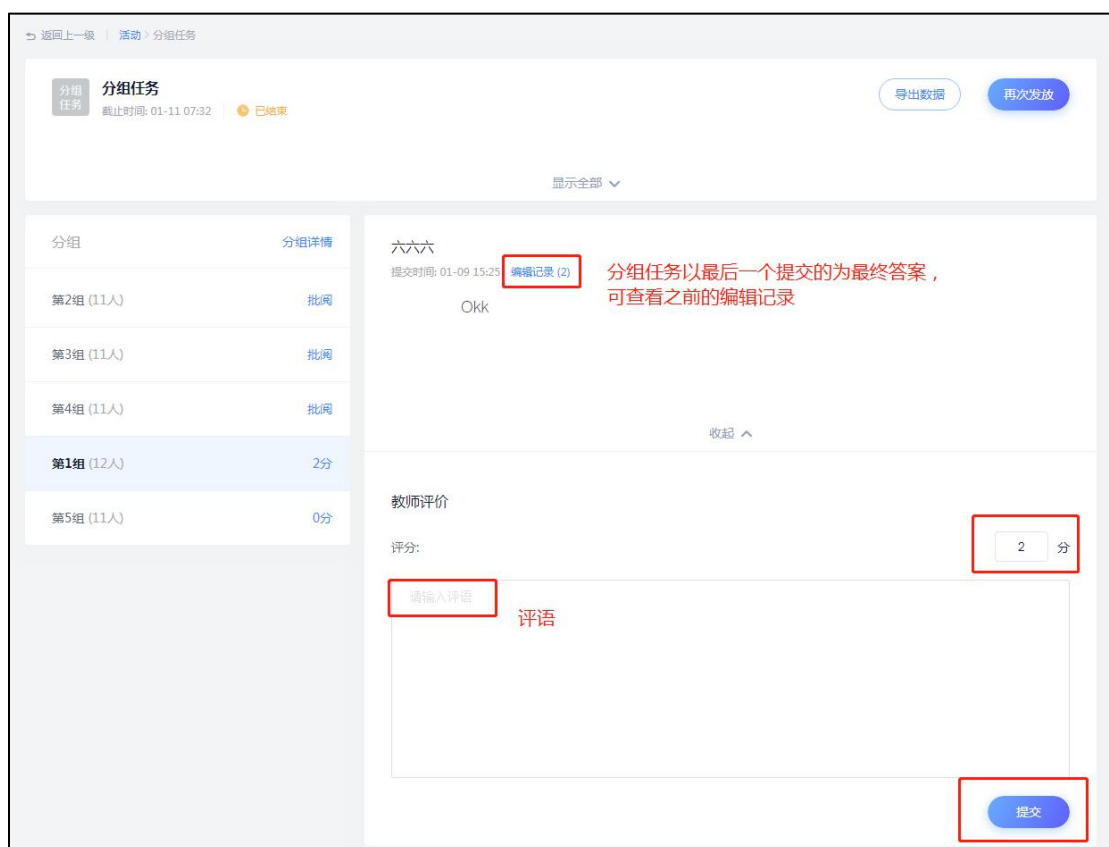 返回上一级 | 活动 > 分组任务
分组任务
分组任务
截止时间: 01-11 07:32 已结束
导出数据
再次发放
显示全部
分组 分组详情
第2组 (11人) 批阅
第3组 (11人) 批阅
第4组 (11人) 批阅
第1组 (12人) 2分
第5组 (11人) 0分
六六六
提交时间: 01-09 15:25 编辑记录 (2)
分组任务以最后一个提交的为最终答案，
可查看之前的编辑记录
Okk
收起
教师评价
评分: 2 分
请输入评语
评语
提交